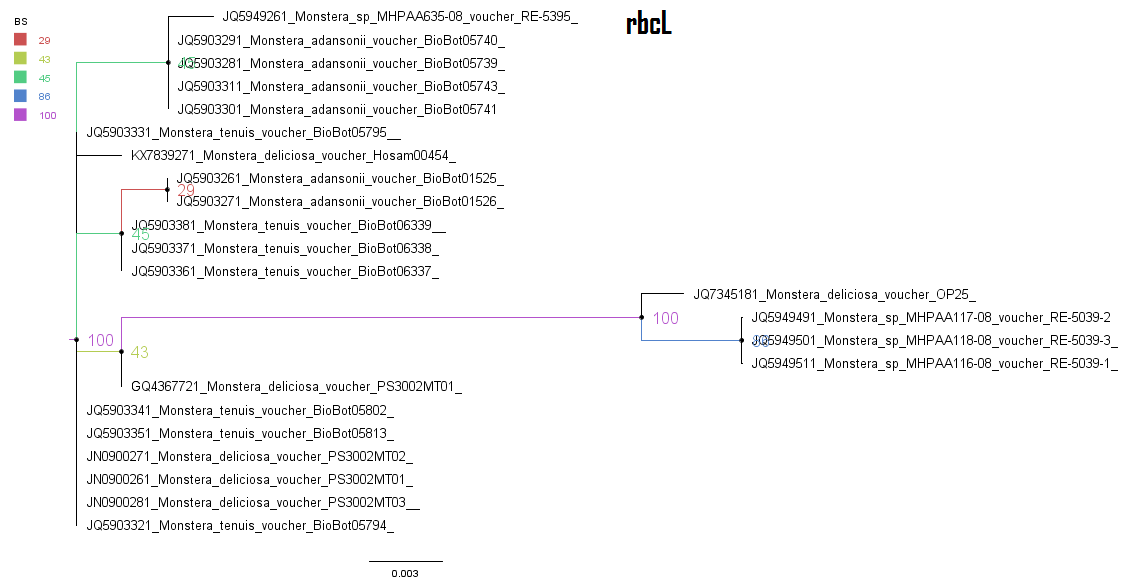 rbcL
BS
29
43
45
86
100
JQ5949261_Monstera_sp_MHPAA635-08_voucher_RE-5395_
JQ5903291_Monstera_adansonii_voucher_BioBot05740_
45
JQ5903281_Monstera_adansonii_voucher_BioBot05739_
JQ5903311_Monstera_adansonii_voucher_BioBot05743_
JQ5903301_Monstera_adansonii_voucher_BioBot05741
JQ5903331_Monstera_tenuis_voucher_BioBot05795__
KX7839271_Monstera_deliciosa_voucher_Hosam00454_
JQ5903261_Monstera_adansonii_voucher_BioBot01525_
29
JQ5903271_Monstera_adansonii_voucher_BioBot01526_
JQ5903381_Monstera_tenuis_voucher_BioBot06339__
45
JQ5903371_Monstera_tenuis_voucher_BioBot06338_
JQ5903361_Monstera_tenuis_voucher_BioBot06337_
JQ7345181_Monstera_deliciosa_voucher_OP25_
100
JQ5949491_Monstera_sp_MHPAA117-08_voucher_RE-5039-2
86
JQ5949501_Monstera_sp_MHPAA118-08_voucher_RE-5039-3_
JQ5949511_Monstera_sp_MHPAA116-08_voucher_RE-5039-1_
100
43
GQ4367721_Monstera_deliciosa_voucher_PS3002MT01_
JQ5903341_Monstera_tenuis_voucher_BioBot05802_
JQ5903351_Monstera_tenuis_voucher_BioBot05813_
JN0900271_Monstera_deliciosa_voucher_PS3002MT02_
JN0900261_Monstera_deliciosa_voucher_PS3002MT01_
JN0900281_Monstera_deliciosa_voucher_PS3002MT03__
JQ5903321_Monstera_tenuis_voucher_BioBot05794_
0.003